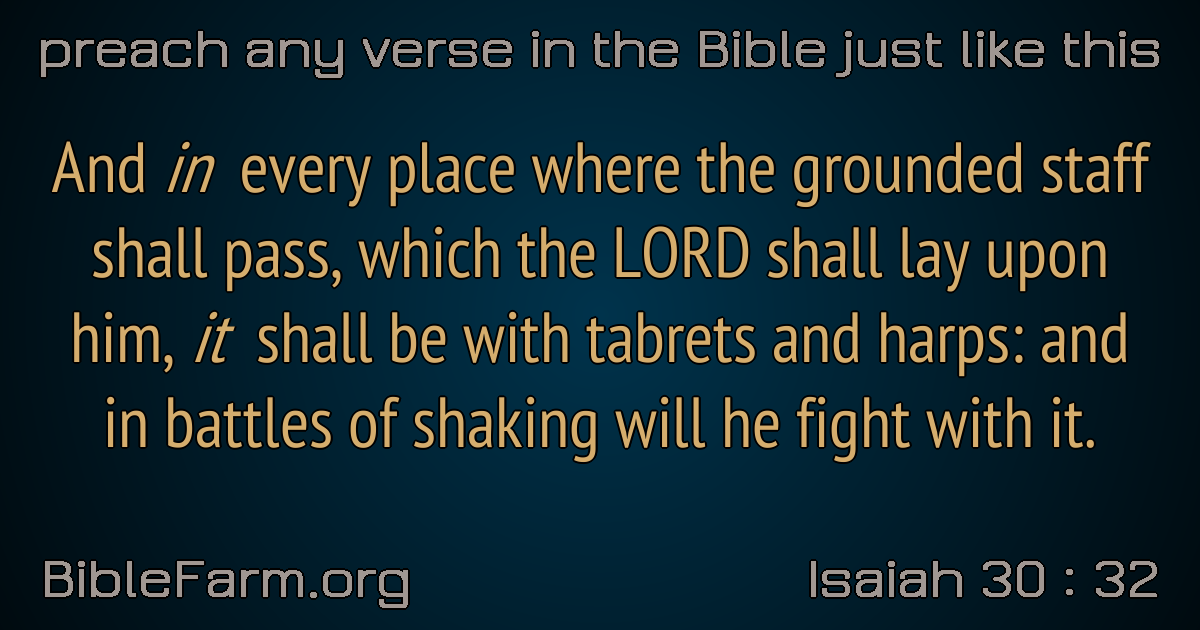 preach any verse in the Bible just like this
And in every place where the grounded staff
shall pass, which the LORD shall lay upon
him, it shall be with tabrets and harps: and
in battles of shaking will he fight with it.
BibleFarm.org
Isaiah 30 : 32